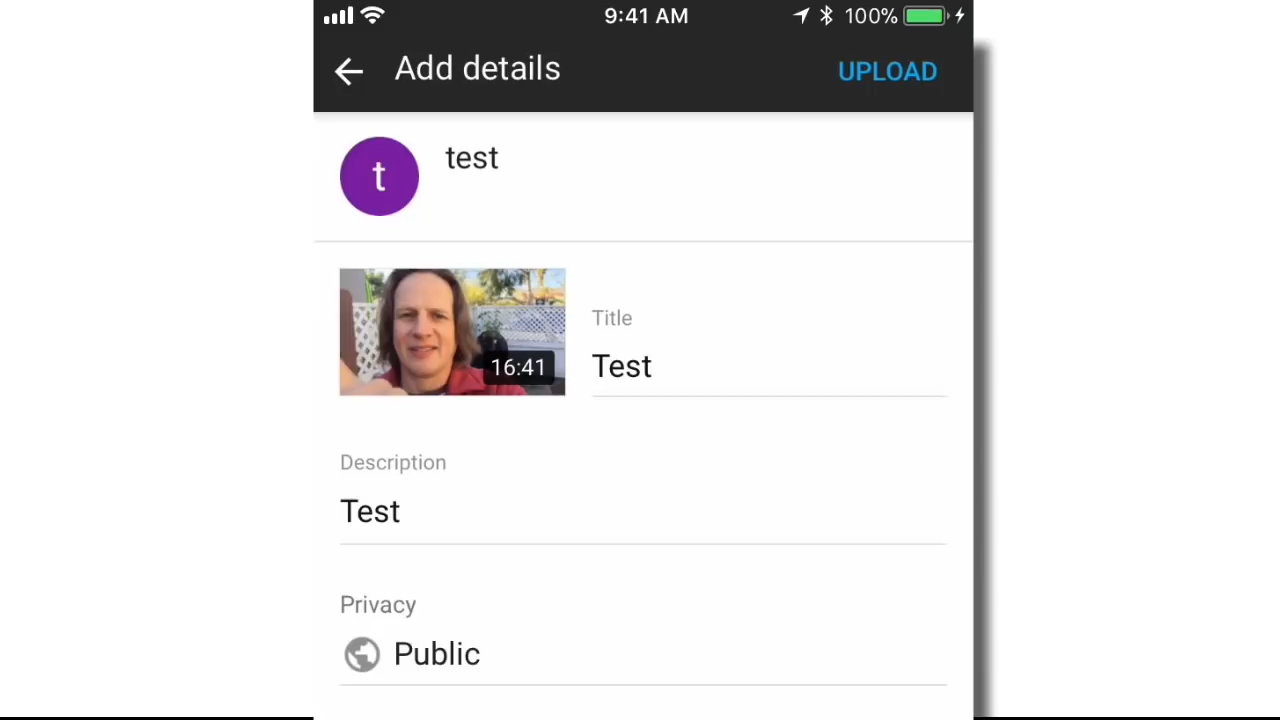 9:41 AM 100%
Add details UPLOAD
t test
16:41
Title
Test
Description
Test
Privacy
Public